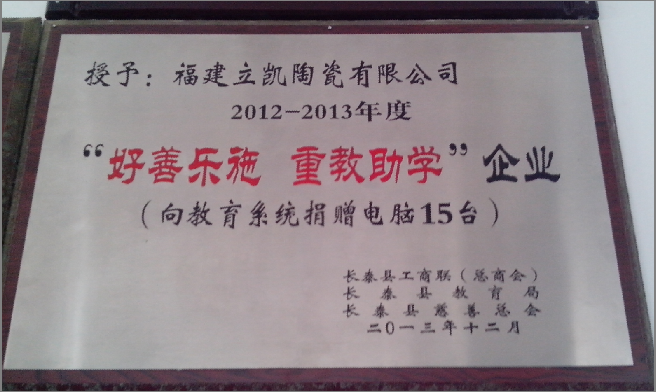 授予：福建立凯陶瓷有限公司
2012-2013年度
“好善乐施 重教助学”企业
（向教育系统捐赠电脑15台）
长泰县工商联（总商会）
长泰县教育局
长泰县慈善总会
二〇一三年十二月